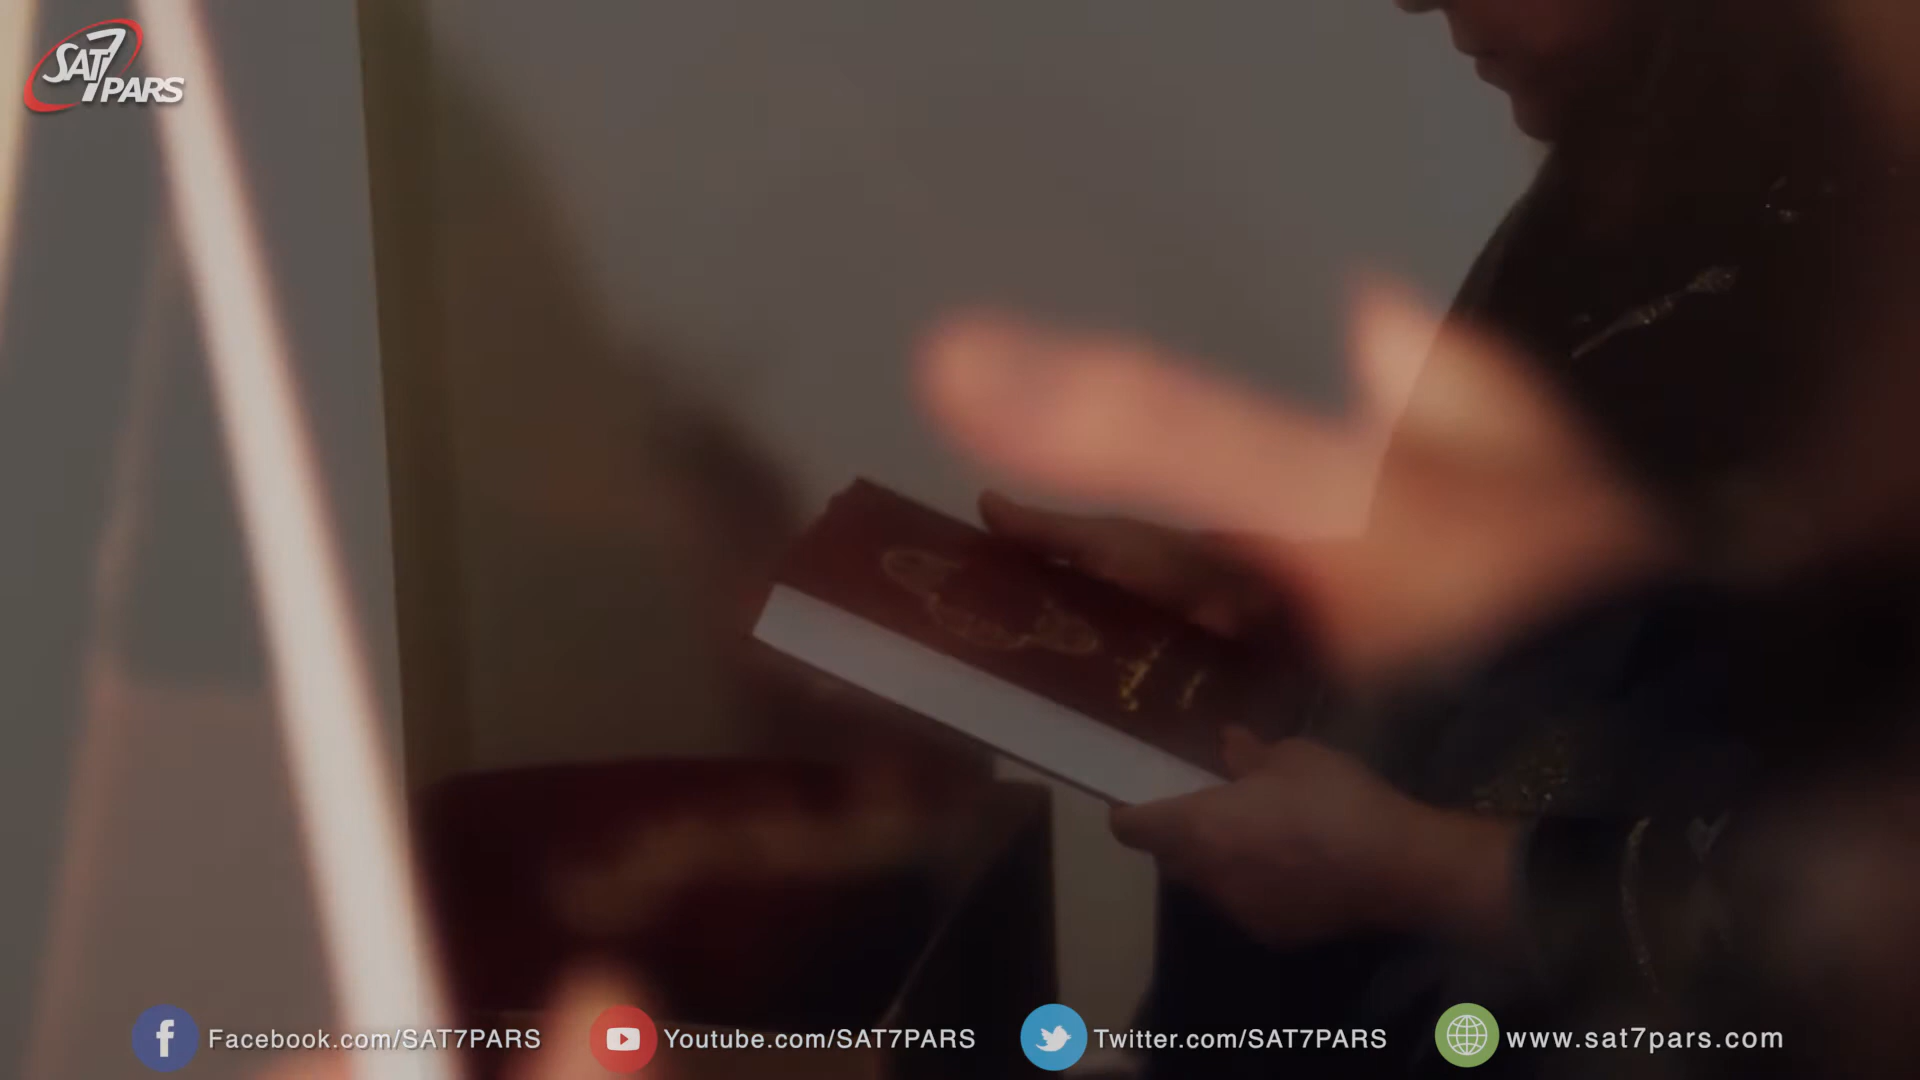 SAT7
PARS
Facebook.com/SAT7PARS
Youtube.com/SAT7PARS
Twitter.com/SAT7PARS
www.sat7pars.com